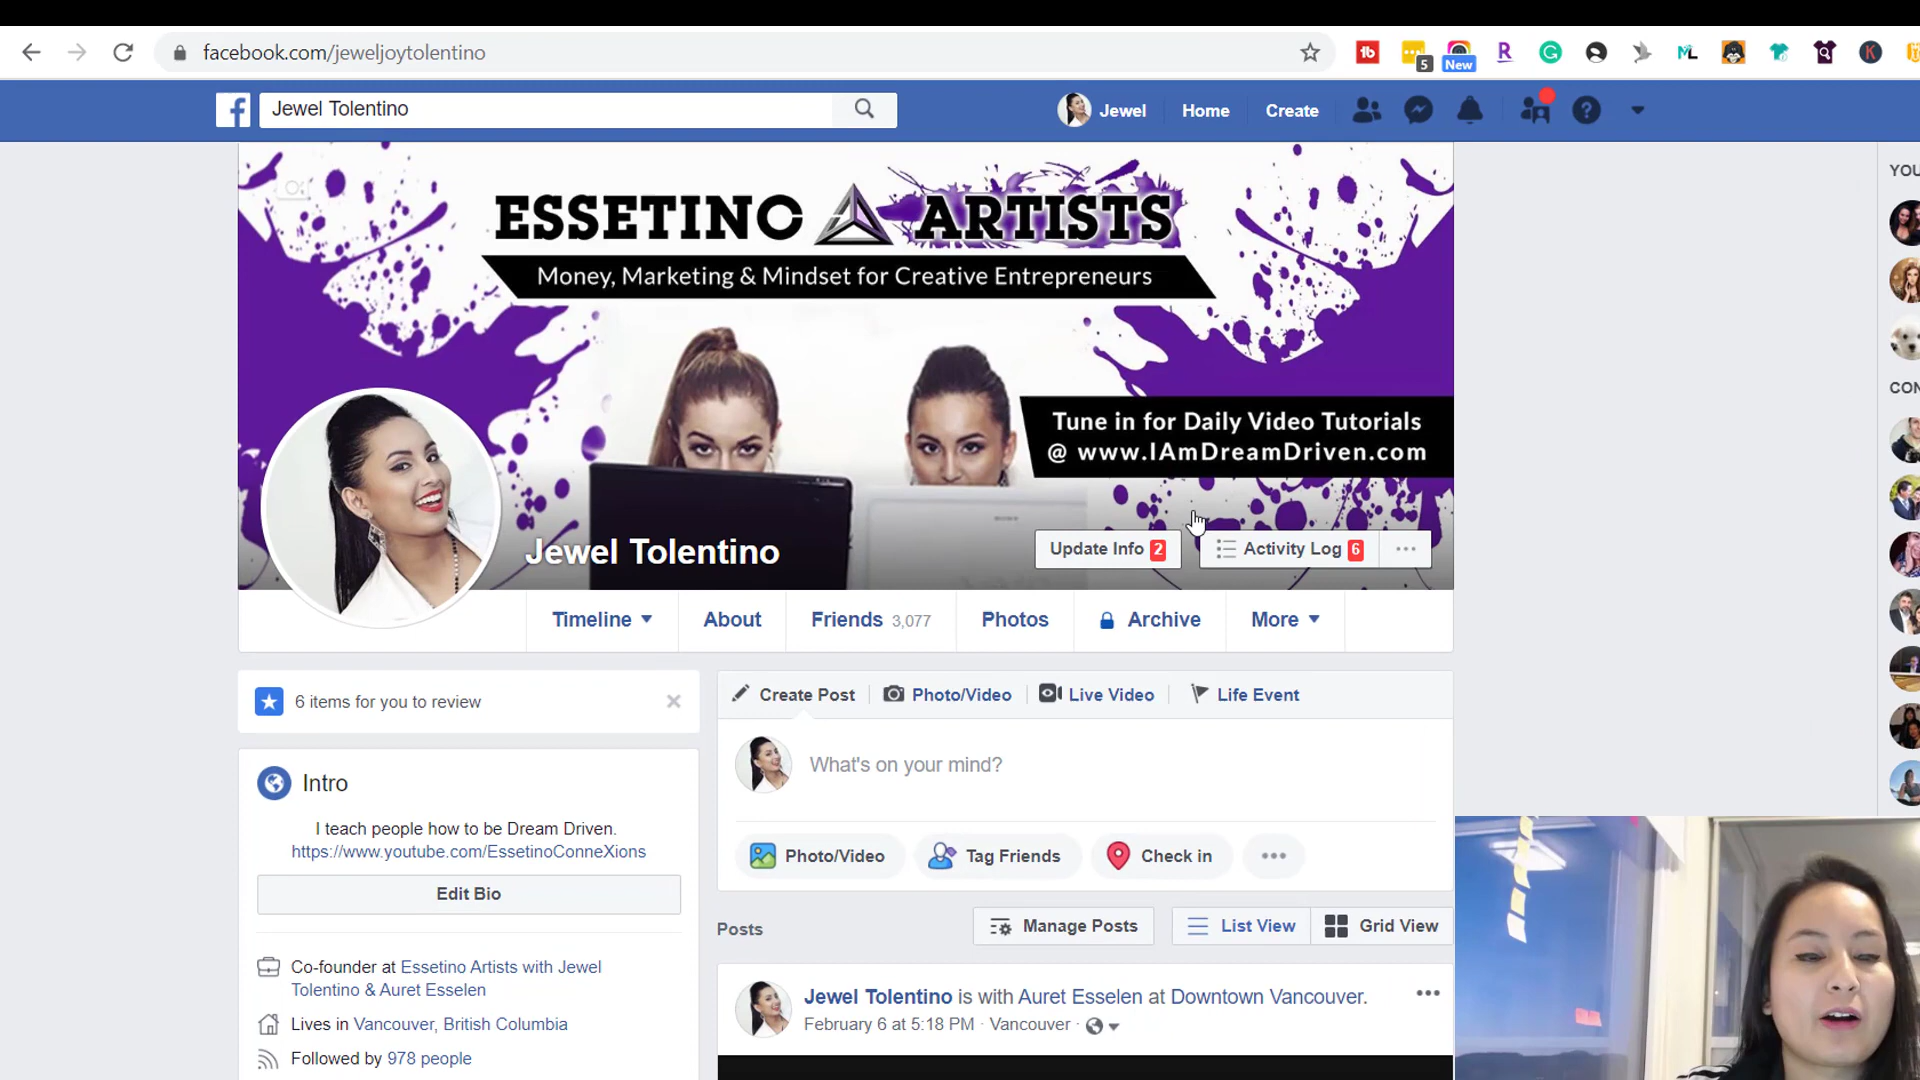 facebook.com/jeweljoytolentino
5
New
Jewel Tolentino
Jewel
Home
Create
ESSETINO ARTISTS
Money, Marketing & Mindset for Creative Entrepreneurs
Tune in for Daily Video Tutorials
@ www.IAmDreamDriven.com
Jewel Tolentino
Update Info 2
Activity Log 6
Timeline
About
Friends 3,077
Photos
Archive
More
6 items for you to review
Create Post
Photo/Video
Live Video
Life Event
What's on your mind?
Photo/Video
Tag Friends
Check in
Intro
I teach people how to be Dream Driven.
https://www.youtube.com/EssetinoConneXions
Edit Bio
Co-founder at Essetino Artists with Jewel
Tolentino & Auret Esselen
Lives in Vancouver, British Columbia
Followed by 978 people
Posts
Manage Posts
List View
Grid View
Jewel Tolentino is with Auret Esselen at Downtown Vancouver.
February 6 at 5:18 PM · Vancouver ·
YOU
CON